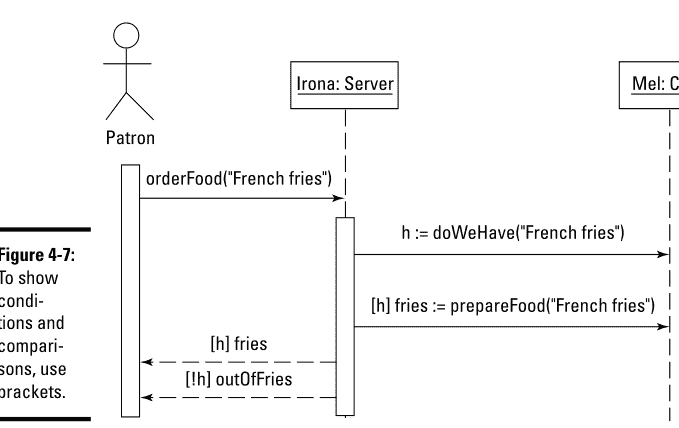 Irona: Server
Mel: C
Patron
orderFood("French fries")
h := doWeHave("French fries")
[h] fries := prepareFood("French fries")
[h] fries
[!h] outOfFries
Figure 4-7:
To show
condi-
tions and
compari-
sons, use
brackets.